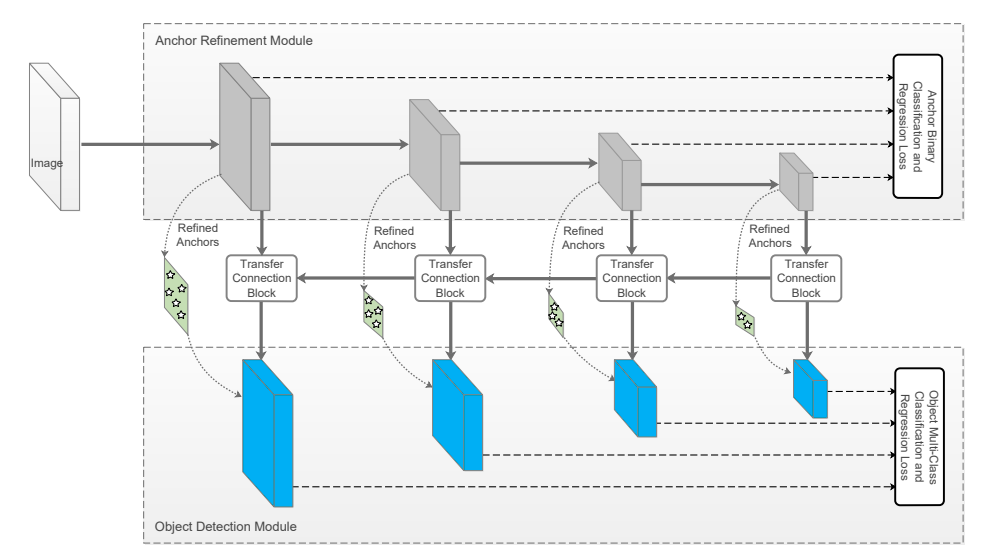 Anchor Refinement Module
Image
Anchor Binary
Classification and
Regression Loss
Refined
Anchors
Refined
Anchors
Refined
Anchors
Refined
Anchors
Transfer
Connection
Block
Transfer
Connection
Block
Transfer
Connection
Block
Transfer
Connection
Block
Object Multi-Class
Classification and
Regression Loss
Object Detection Module